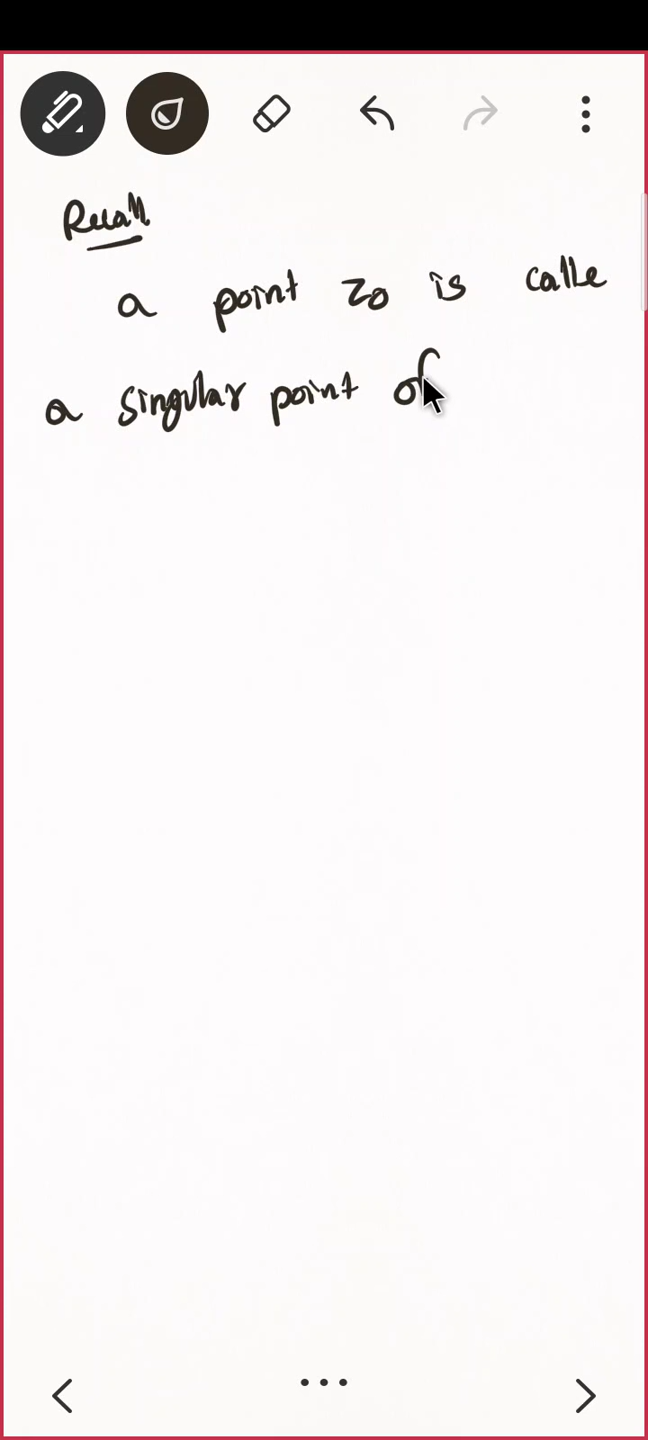 Recall
a point z₀ is calle
a singular point of